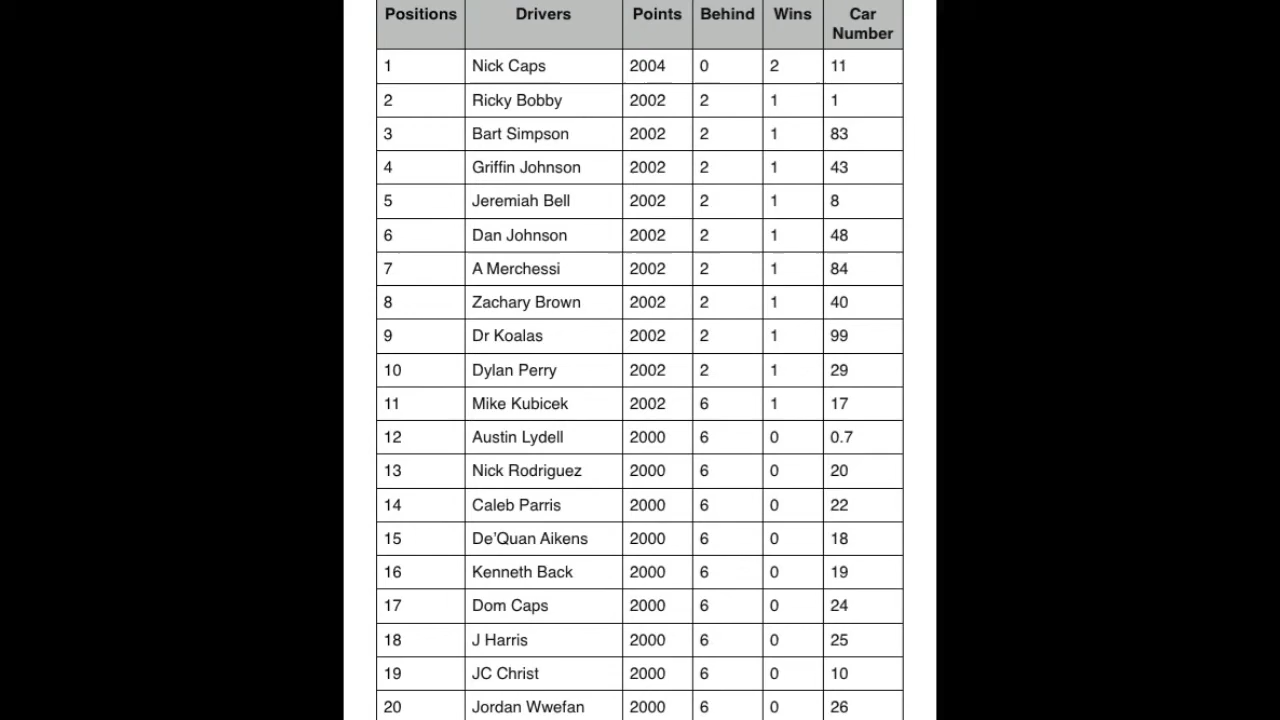 Positions Drivers Points Behind Wins Car Number
1 Nick Caps 2004 0 2 11
2 Ricky Bobby 2002 2 1 1
3 Bart Simpson 2002 2 1 83
4 Griffin Johnson 2002 2 1 43
5 Jeremiah Bell 2002 2 1 8
6 Dan Johnson 2002 2 1 48
7 A Merchessi 2002 2 1 84
8 Zachary Brown 2002 2 1 40
9 Dr Koalas 2002 2 1 99
10 Dylan Perry 2002 2 1 29
11 Mike Kubicek 2002 6 1 17
12 Austin Lydell 2000 6 0 0.7
13 Nick Rodriguez 2000 6 0 20
14 Caleb Parris 2000 6 0 22
15 De’Quan Aikens 2000 6 0 18
16 Kenneth Back 2000 6 0 19
17 Dom Caps 2000 6 0 24
18 J Harris 2000 6 0 25
19 JC Christ 2000 6 0 10
20 Jordan Wwefan 2000 6 0 26